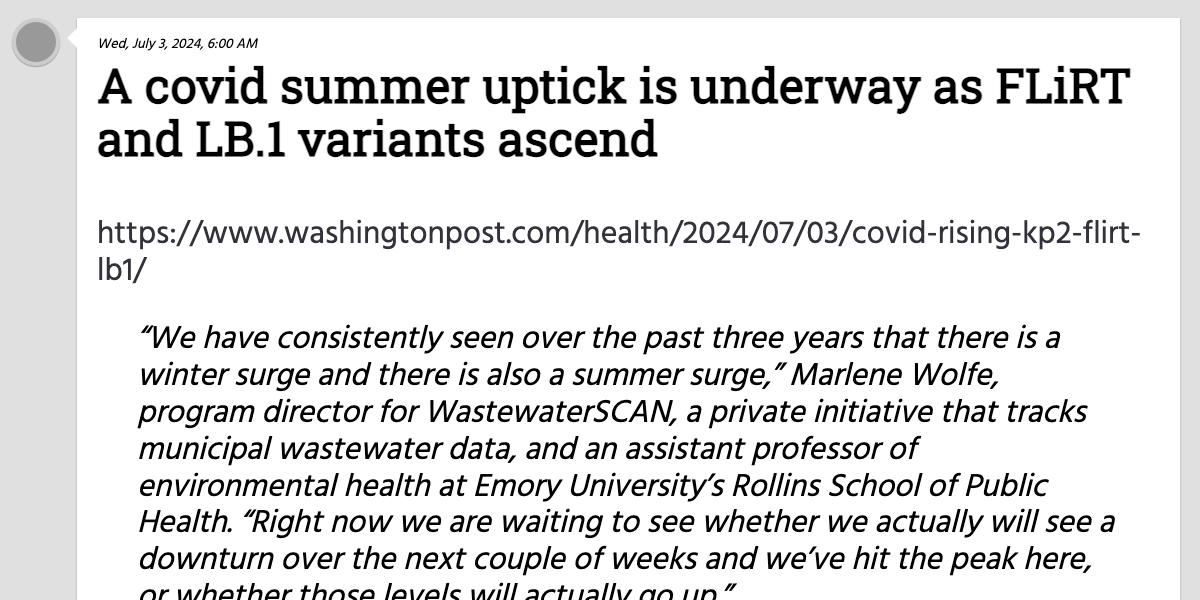 Wed, July 3, 2024, 6:00 AM
A covid summer uptick is underway as FLiRT
and LB.1 variants ascend
https://www.washingtonpost.com/health/2024/07/03/covid-rising-kp2-flirt-
lb1/
“We have consistently seen over the past three years that there is a
winter surge and there is also a summer surge,” Marlene Wolfe,
program director for WastewaterSCAN, a private initiative that tracks
municipal wastewater data, and an assistant professor of
environmental health at Emory University’s Rollins School of Public
Health. “Right now we are waiting to see whether we actually will see a
downturn over the next couple of weeks and we’ve hit the peak here,
or whether those levels will actually go up.”